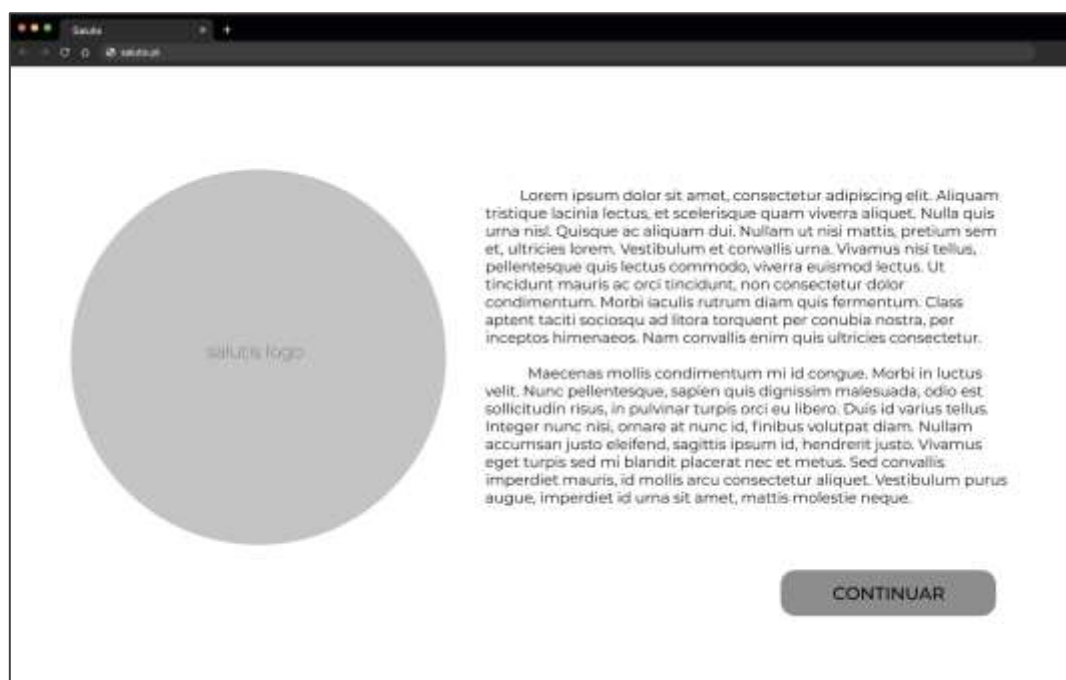 Salutis
salutis.pt
salutis logo
Lorem ipsum dolor sit amet, consectetur adipiscing elit. Aliquam
tristique lacinia lectus, et scelerisque quam viverra aliquet. Nulla quis
urna nisl. Quisque ac aliquam dui. Nullam ut nisi mattis, pretium sem
et, ultricies lorem. Vestibulum et convallis urna. Vivamus nisi tellus,
pellentesque quis lectus commodo, viverra euismod lectus. Ut
tincidunt mauris ac orci tincidunt, non consectetur dolor
condimentum. Morbi iaculis rutrum diam quis fermentum. Class
aptent taciti sociosqu ad litora torquent per conubia nostra, per
inceptos himenaeos. Nam convallis enim quis ultricies consectetur.
Maecenas mollis condimentum mi id congue. Morbi in luctus
velit. Nunc pellentesque, sapien quis dignissim malesuada, odio est
sollicitudin risus, in pulvinar turpis orci eu libero. Duis id varius tellus.
Integer nunc nisi, ornare at nunc id, finibus volutpat diam. Nullam
accumsan justo eleifend, sagittis ipsum id, hendrerit justo. Vivamus
eget turpis sed mi blandit placerat nec et metus. Sed convallis
imperdiet mauris, id mollis arcu consectetur aliquet. Vestibulum purus
augue, imperdiet id urna sit amet, mattis molestie neque.
CONTINUAR